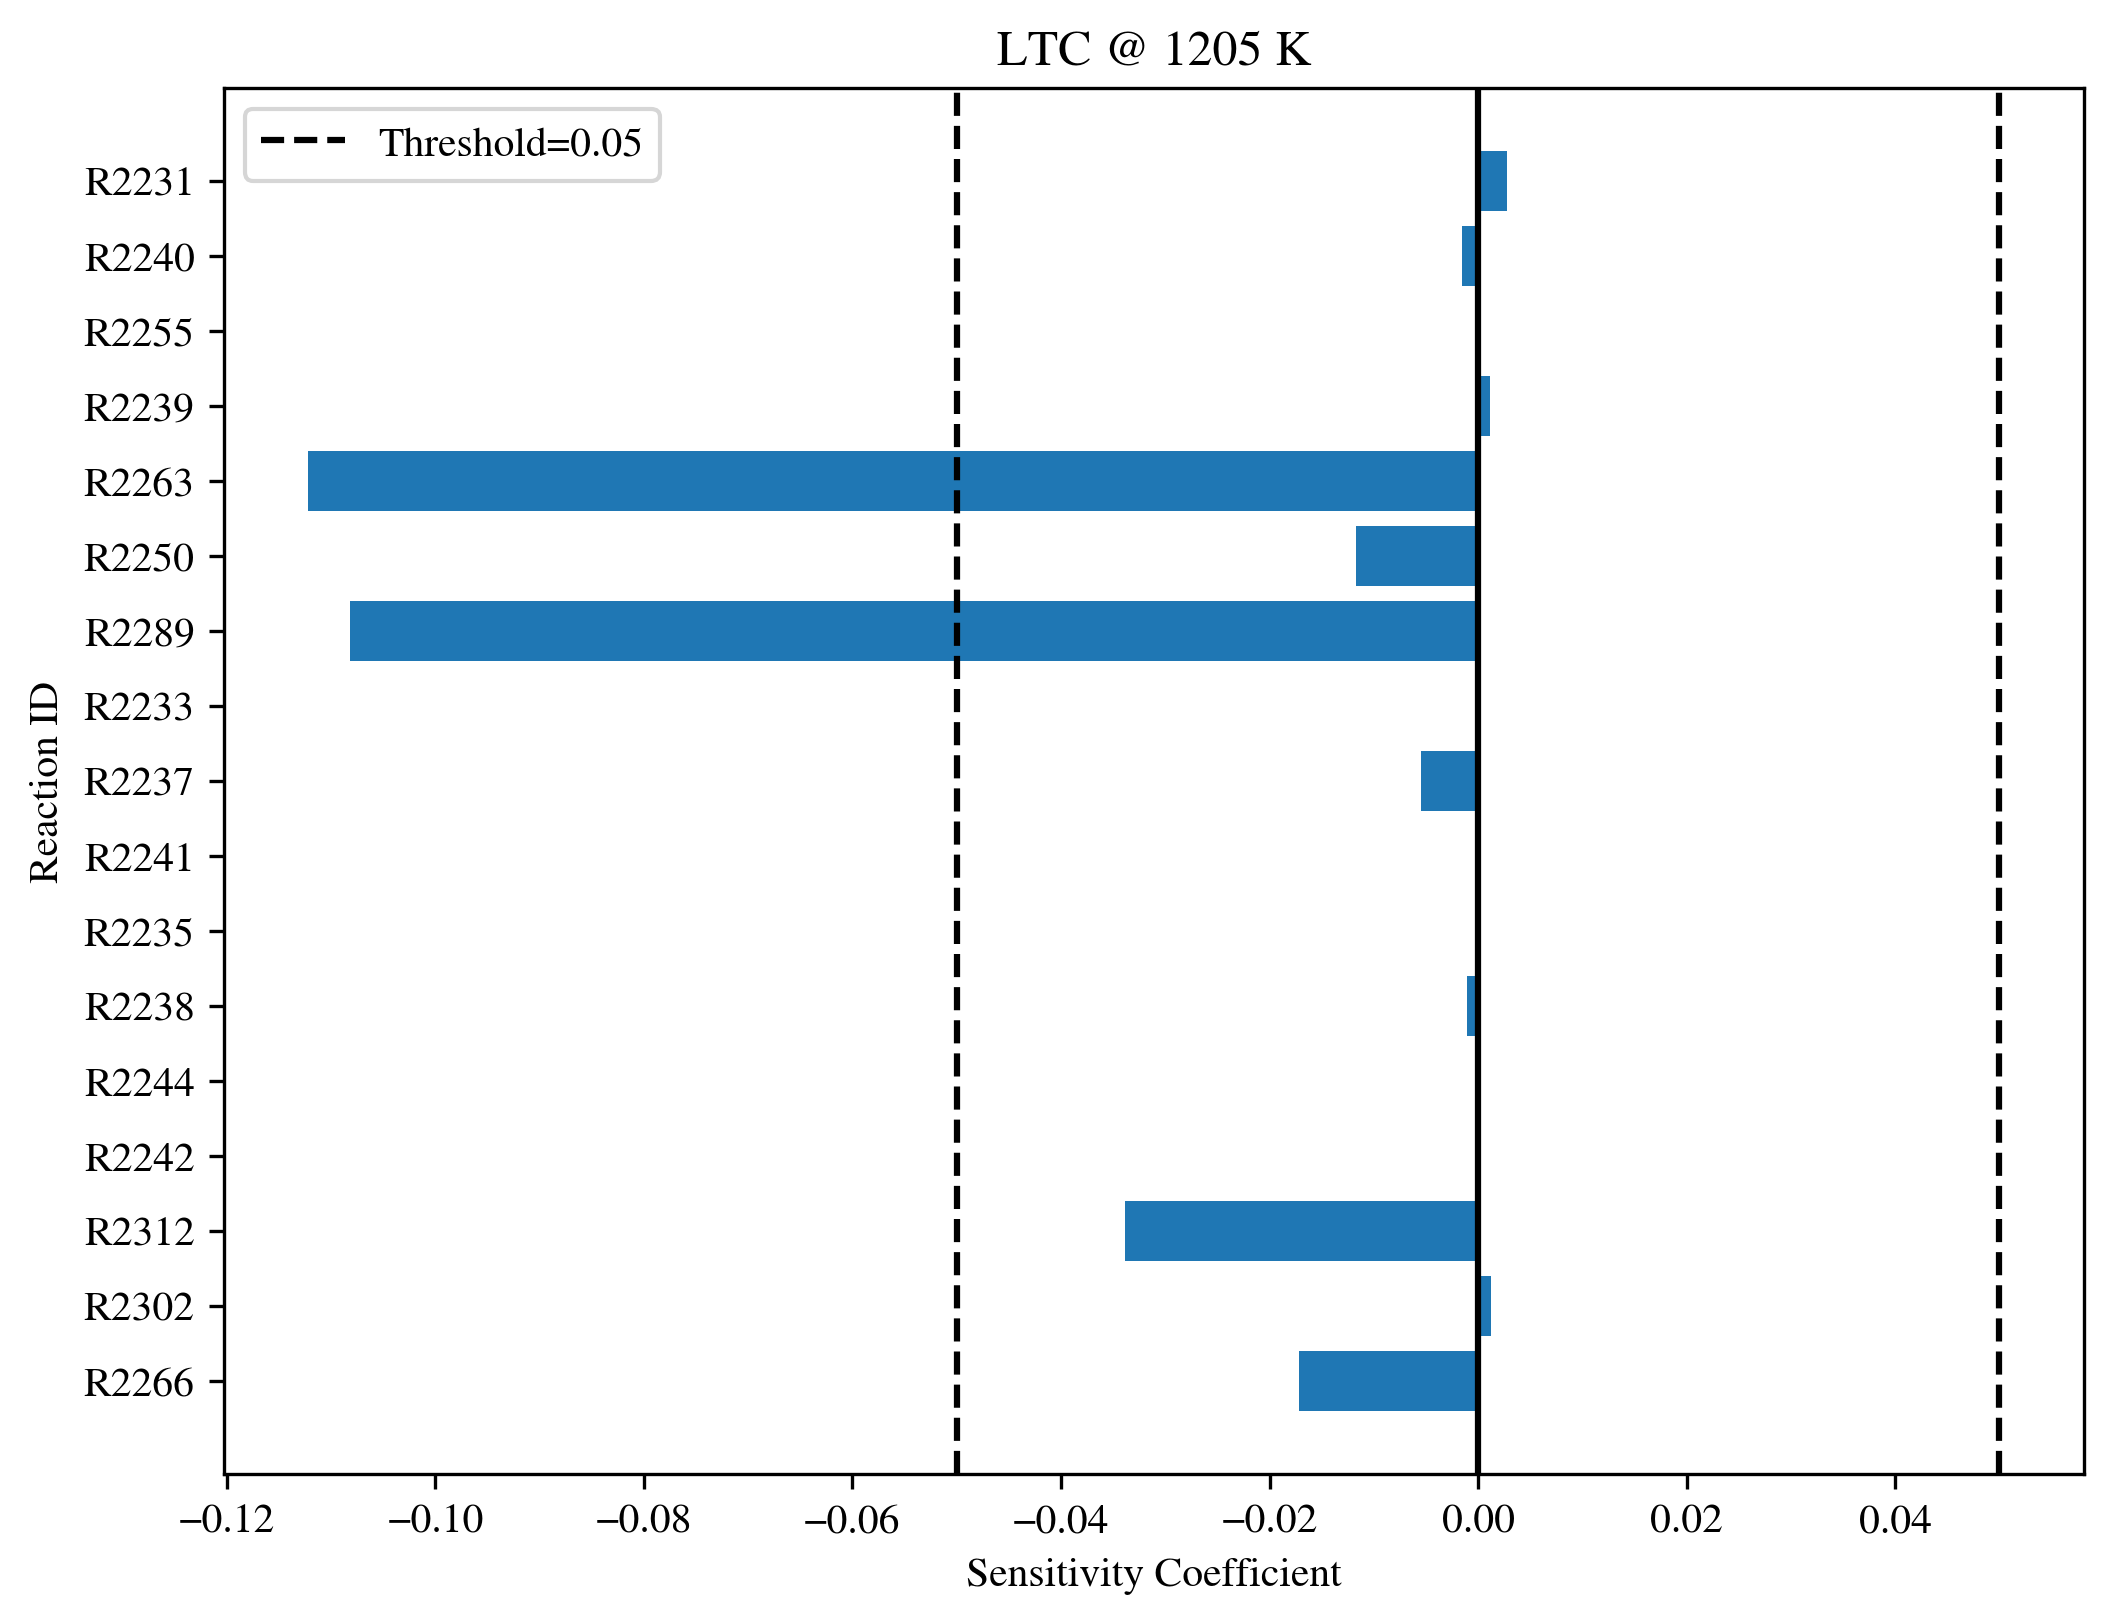 LTC @ 1205 K
Threshold=0.05
R2231
R2240
R2255
R2239
R2263
R2250
R2289
R2233
R2237
R2241
R2235
R2238
R2244
R2242
R2312
R2302
R2266
Reaction ID
−0.12 −0.10 −0.08 −0.06 −0.04 −0.02 0.00 0.02 0.04
Sensitivity Coefficient